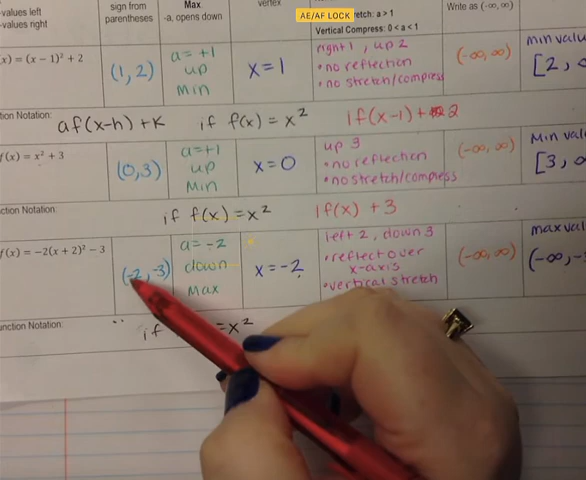 values left
values right
sign from
parentheses
Max
-a, opens down
vertex
AE/AF LOCK
etch: a > 1
Vertical Compress: 0 < a < 1
Write as (-∞, ∞)
(x) = (x − 1)² + 2
(1, 2)
a = +1
up
Min
x = 1
right 1, up 2
• no reflection
• no stretch/compress
(-∞, ∞)
min valu
[2, ∞
tion Notation:
af(x-h) + K
if f(x) = x²
1f(x-1) + 2
f(x) = x² + 3
(0,3)
a = +1
up
Min
x = 0
up 3
• no reflection
• no stretch/compress
(-∞, ∞)
Min val
[3, ∞
ction Notation:
if f(x) = x²
1f(x) + 3
f(x) = −2(x + 2)² − 3
(-2, -3)
a = -2
down
Max
x = -2
left 2, down 3
• reflect over
x-axis
• vertical stretch
(-∞, ∞)
max val
(-∞, -
nction Notation:
if
= x²